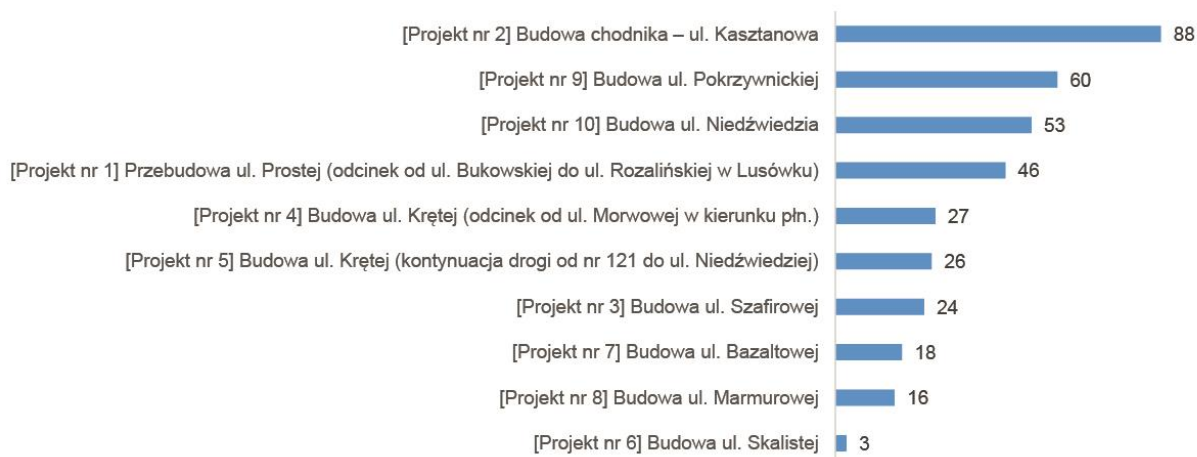 [Projekt nr 2] Budowa chodnika – ul. Kasztanowa 88
[Projekt nr 9] Budowa ul. Pokrzywnickiej 60
[Projekt nr 10] Budowa ul. Niedźwiedzia 53
[Projekt nr 1] Przebudowa ul. Prostej (odcinek od ul. Bukowskiej do ul. Rozalińskiej w Lusówku) 46
[Projekt nr 4] Budowa ul. Krętej (odcinek od ul. Morwowej w kierunku płn.) 27
[Projekt nr 5] Budowa ul. Krętej (kontynuacja drogi od nr 121 do ul. Niedźwiedziej) 26
[Projekt nr 3] Budowa ul. Szafirowej 24
[Projekt nr 7] Budowa ul. Bazaltowej 18
[Projekt nr 8] Budowa ul. Marmurowej 16
[Projekt nr 6] Budowa ul. Skalistej 3